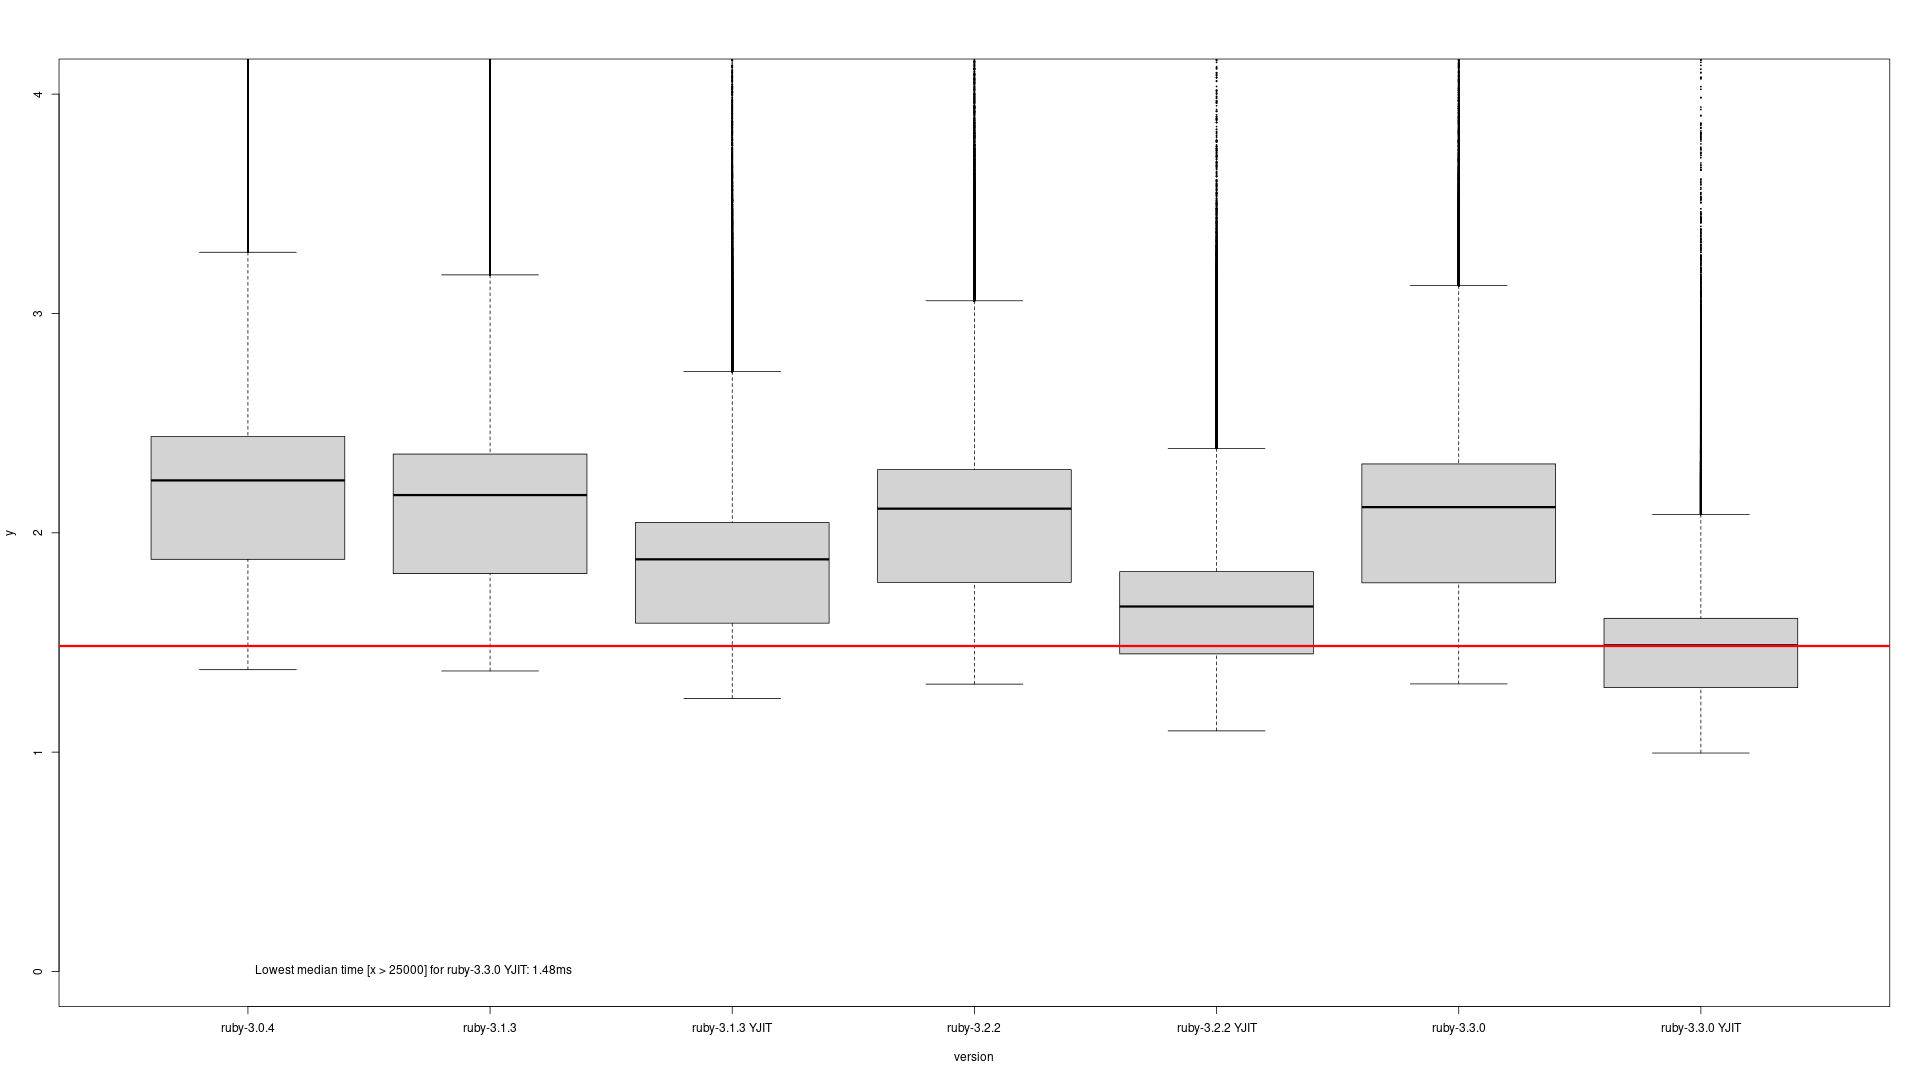 4
3
2
1
0
y
Lowest median time [x > 25000] for ruby-3.3.0 YJIT: 1.48ms
ruby-3.0.4 ruby-3.1.3 ruby-3.1.3 YJIT ruby-3.2.2 ruby-3.2.2 YJIT ruby-3.3.0 ruby-3.3.0 YJIT
version